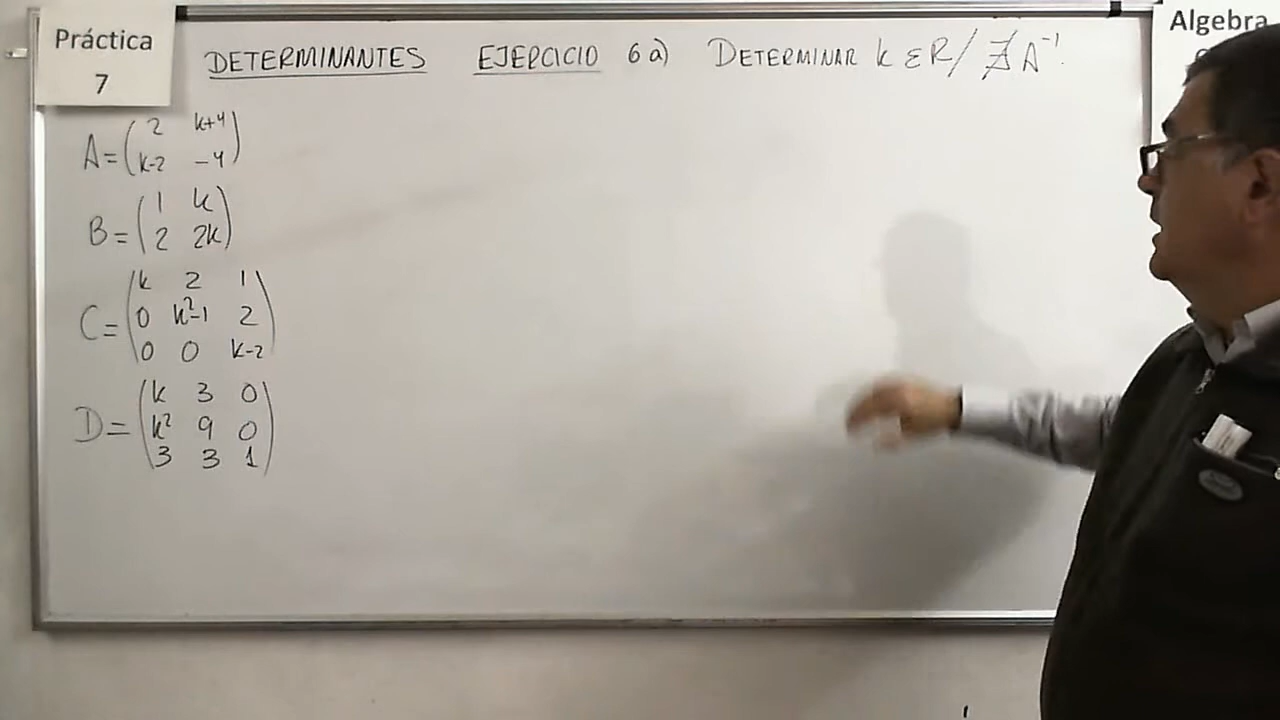 Práctica
7
DETERMINANTES EJERCICIO 6a) DETERMINAR k ε R/ ∄ A⁻¹.
Algebra
A = (2 k+4
k-2 -4)
B = (1 k
2 2k)
C = (k 2 1
0 k²-1 2
0 0 k-2)
D = (k 3 0
k² 9 0
3 3 1)